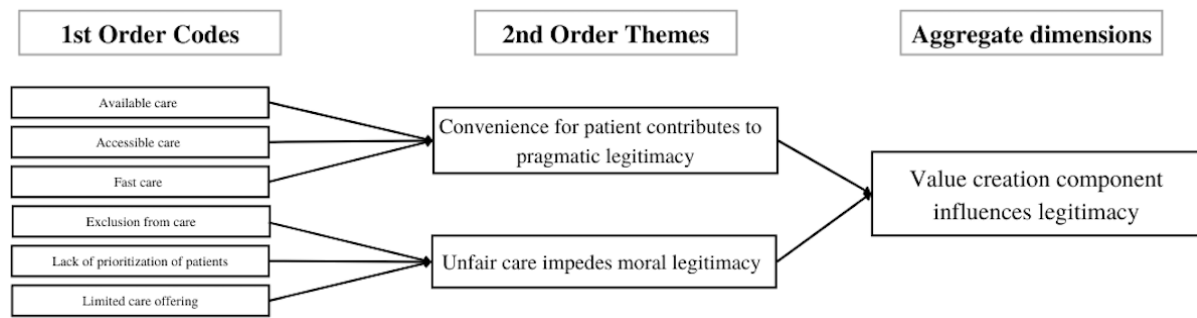 1st Order Codes
2nd Order Themes
Aggregate dimensions
Available care
Accessible care
Fast care
Exclusion from care
Lack of prioritization of patients
Limited care offering
Convenience for patient contributes to
pragmatic legitimacy
Unfair care impedes moral legitimacy
Value creation component
influences legitimacy